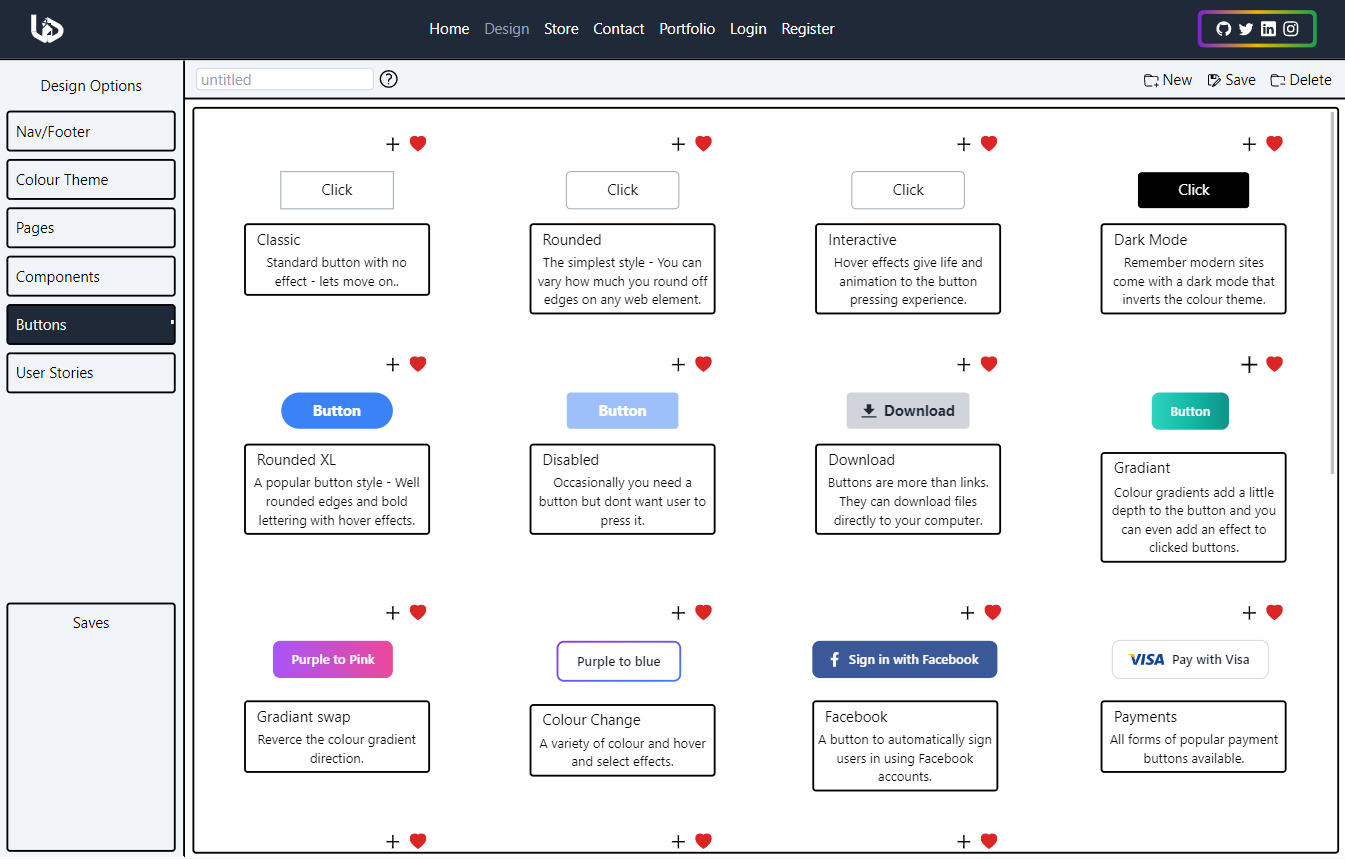 Home Design Store Contact Portfolio Login Register
Design Options
untitled
New Save Delete
Nav/Footer
Colour Theme
Pages
Components
Buttons
User Stories
Saves
Click
Classic
Standard button with no
effect - lets move on..
Click
Rounded
The simplest style - You can
vary how much you round off
edges on any web element.
Click
Interactive
Hover effects give life and
animation to the button
pressing experience.
Click
Dark Mode
Remember modern sites
come with a dark mode that
inverts the colour theme.
Button
Rounded XL
A popular button style - Well
rounded edges and bold
lettering with hover effects.
Button
Disabled
Occasionally you need a
button but dont want user to
press it.
Download
Download
Buttons are more than links.
They can download files
directly to your computer.
Button
Gradiant
Colour gradients add a little
depth to the button and you
can even add an effect to
clicked buttons.
Purple to Pink
Gradiant swap
Reverce the colour gradient
direction.
Purple to blue
Colour Change
A variety of colour and hover
and select effects.
Sign in with Facebook
Facebook
A button to automatically sign
users in using Facebook
accounts.
VISA Pay with Visa
Payments
All forms of popular payment
buttons available.